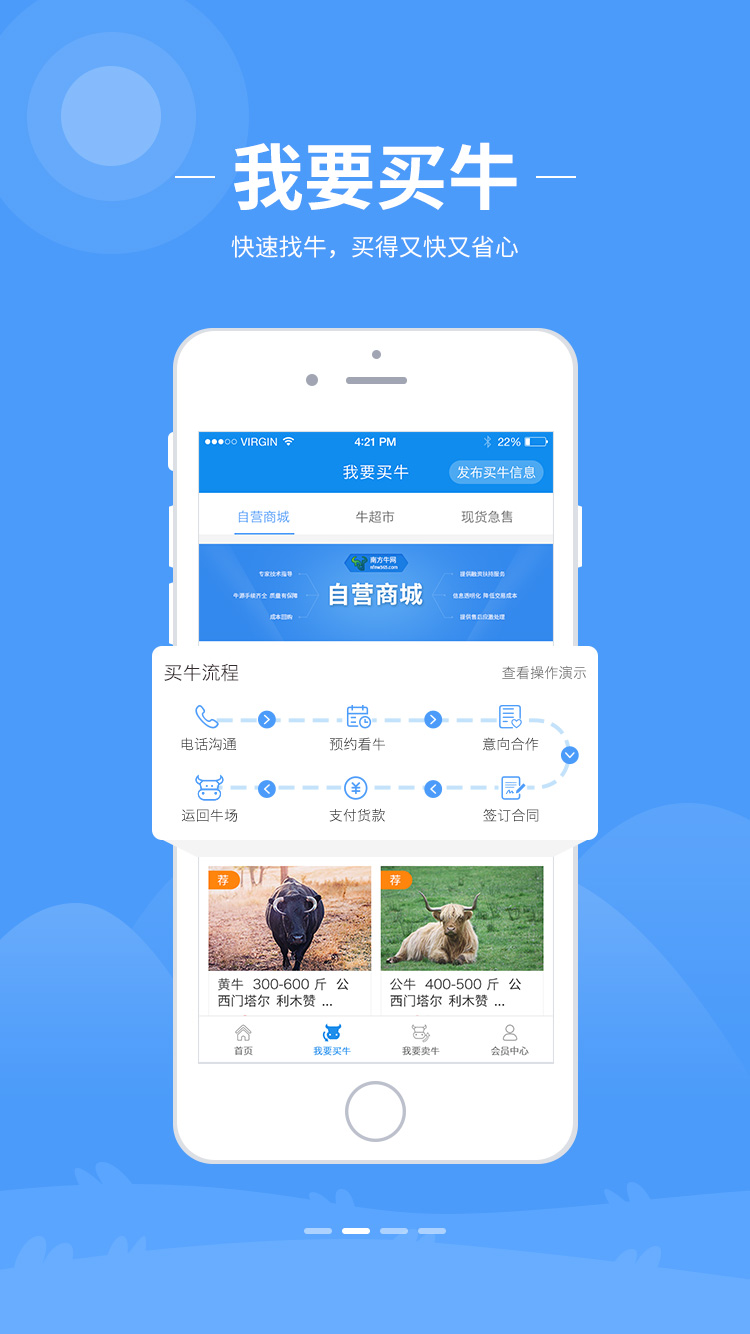 我要买牛
快速找牛，买得又快又省心
VIRGIN 4:21 PM 22%
我要买牛 发布买牛信息
自营商城 牛超市 现货急售
南方牛网
专家技术指导 提供融资扶持服务
牛源手续齐全 质量有保障 自营商城 信息透明化 降低交易成本
成本回购 提供售后应激处理
买牛流程 查看操作演示
电话沟通 预约看牛 意向合作
运回牛场 支付货款 签订合同
荐 荐
黄牛 300-600 斤 公 公牛 400-500 斤 公
西门塔尔 利木赞 ... 西门塔尔 利木赞 ...
首页 我要买牛 我要卖牛 会员中心